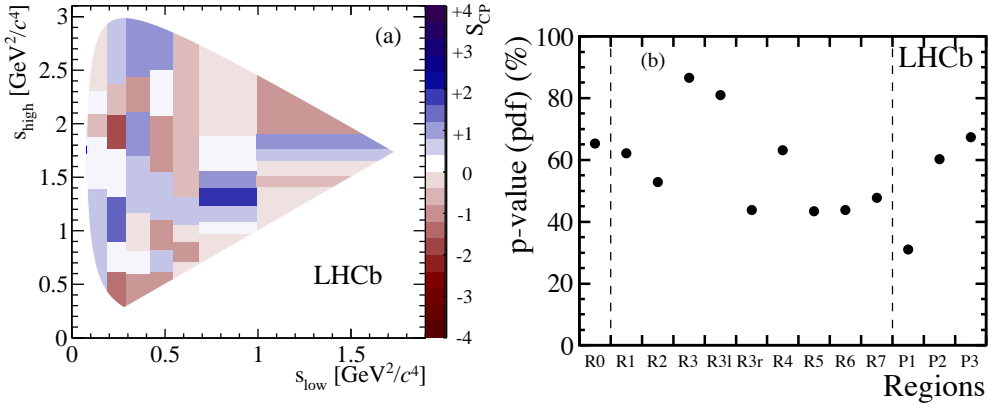 (a)
LHCb
s_high [GeV²/c⁴]
3
2.5
2
1.5
1
0.5
0
0 0.5 1 1.5
s_low [GeV²/c⁴]
S_CP
+4
+3
+2
+1
0
-1
-2
-3
-4
(b)
LHCb
p-value (pdf) (%)
100
80
60
40
20
0
R0 R1 R2 R3 R3l R3r R4 R5 R6 R7 P1 P2 P3
Regions